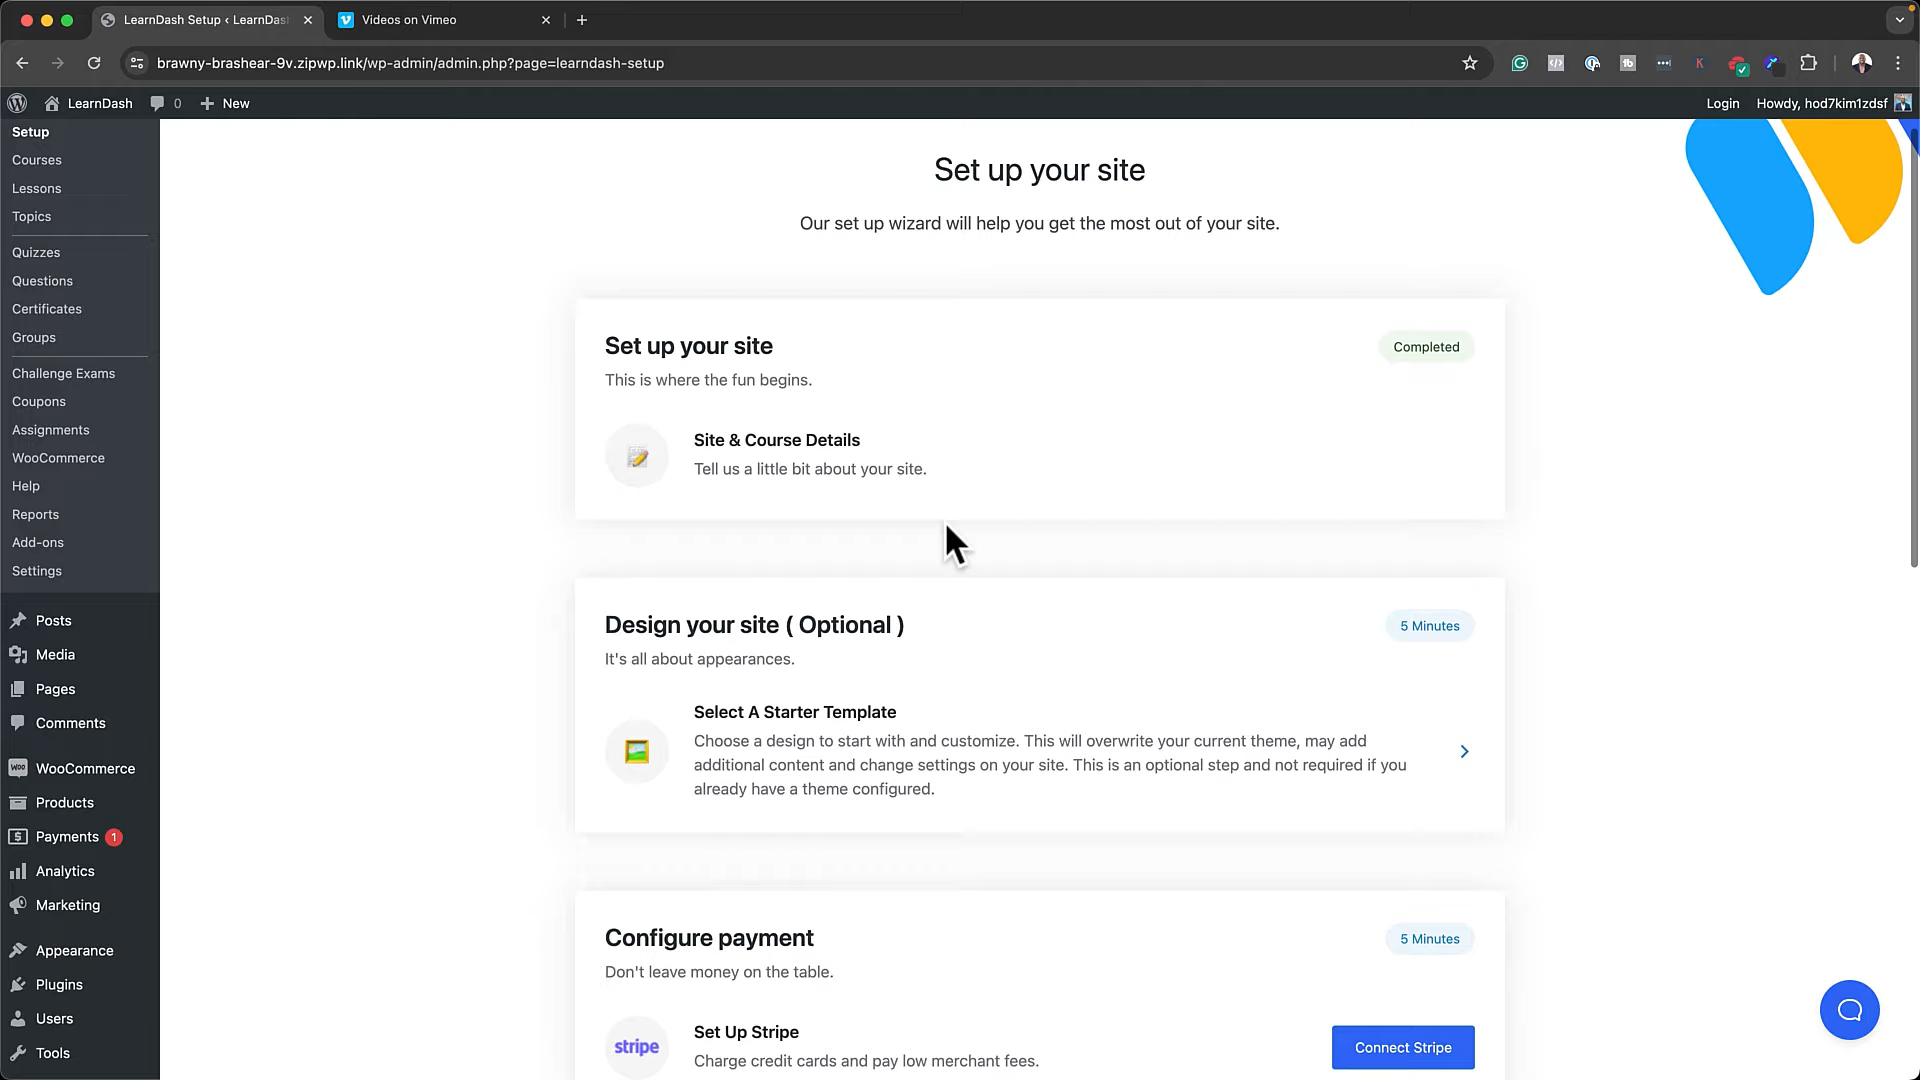 LearnDash Setup ‹ LearnDas
Videos on Vimeo
brawny-brashear-9v.zipwp.link/wp-admin/admin.php?page=learndash-setup
LearnDash
0
New
Login
Howdy, hod7kim1zdsf
Setup
Courses
Lessons
Topics
Quizzes
Questions
Certificates
Groups
Challenge Exams
Coupons
Assignments
WooCommerce
Help
Reports
Add-ons
Settings
Posts
Media
Pages
Comments
WooCommerce
Products
Payments 1
Analytics
Marketing
Appearance
Plugins
Users
Tools
Set up your site
Our set up wizard will help you get the most out of your site.
Set up your site
Completed
This is where the fun begins.
Site & Course Details
Tell us a little bit about your site.
Design your site ( Optional )
5 Minutes
It's all about appearances.
Select A Starter Template
Choose a design to start with and customize. This will overwrite your current theme, may add
additional content and change settings on your site. This is an optional step and not required if you
already have a theme configured.
Configure payment
5 Minutes
Don't leave money on the table.
stripe
Set Up Stripe
Charge credit cards and pay low merchant fees.
Connect Stripe